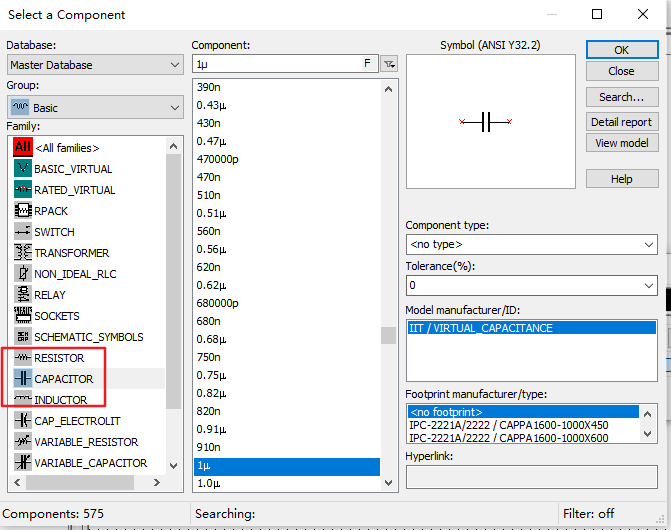 Select a Component
Database:
Master Database
Group:
Basic
Family:
All <All families>
BASIC_VIRTUAL
RATED_VIRTUAL
RPACK
SWITCH
TRANSFORMER
NON_IDEAL_RLC
RELAY
SOCKETS
SCHEMATIC_SYMBOLS
RESISTOR
CAPACITOR
INDUCTOR
CAP_ELECTROLIT
VARIABLE_RESISTOR
VARIABLE_CAPACITOR
Component:
1µ F
390n
0.43µ
430n
0.47µ
470000p
470n
510n
0.51µ
560n
0.56µ
620n
0.62µ
680000p
680n
0.68µ
750n
0.75µ
0.82µ
820n
0.91µ
910n
1µ
1.0µ
Symbol (ANSI Y32.2)
OK
Close
Search...
Detail report
View model
Help
Component type:
<no type>
Tolerance(%):
0
Model manufacturer/ID:
IIT / VIRTUAL_CAPACITANCE
Footprint manufacturer/type:
<no footprint>
IPC-2221A/2222 / CAPPA1600-1000X450
IPC-2221A/2222 / CAPPA1600-1000X600
Hyperlink:
Components: 575
Searching:
Filter: off